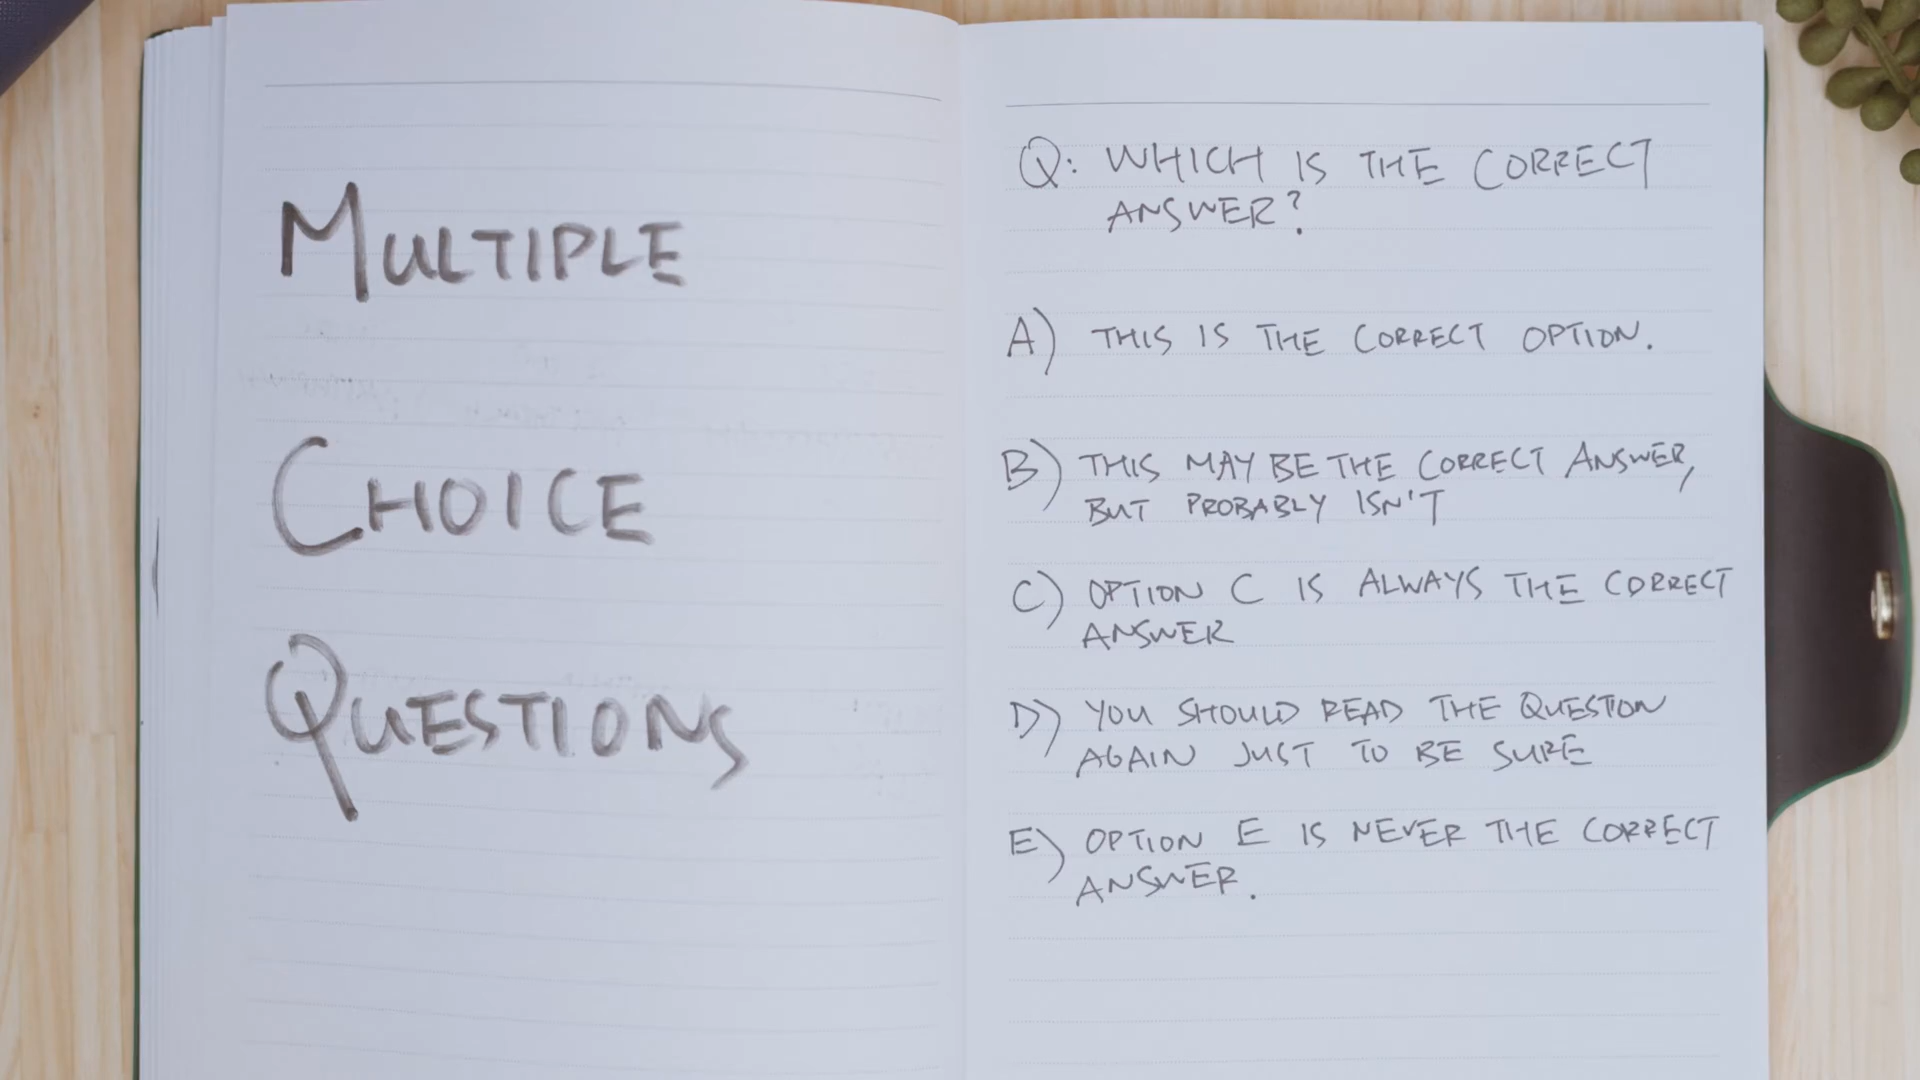 MULTIPLE
CHOICE
QUESTIONS
Q: WHICH IS THE CORRECT
ANSWER?
A) THIS IS THE CORRECT OPTION.
B) THIS MAY BE THE CORRECT ANSWER,
BUT PROBABLY ISN'T
C) OPTION C IS ALWAYS THE CORRECT
ANSWER
D) YOU SHOULD READ THE QUESTION
AGAIN JUST TO BE SURE
E) OPTION E IS NEVER THE CORRECT
ANSWER.